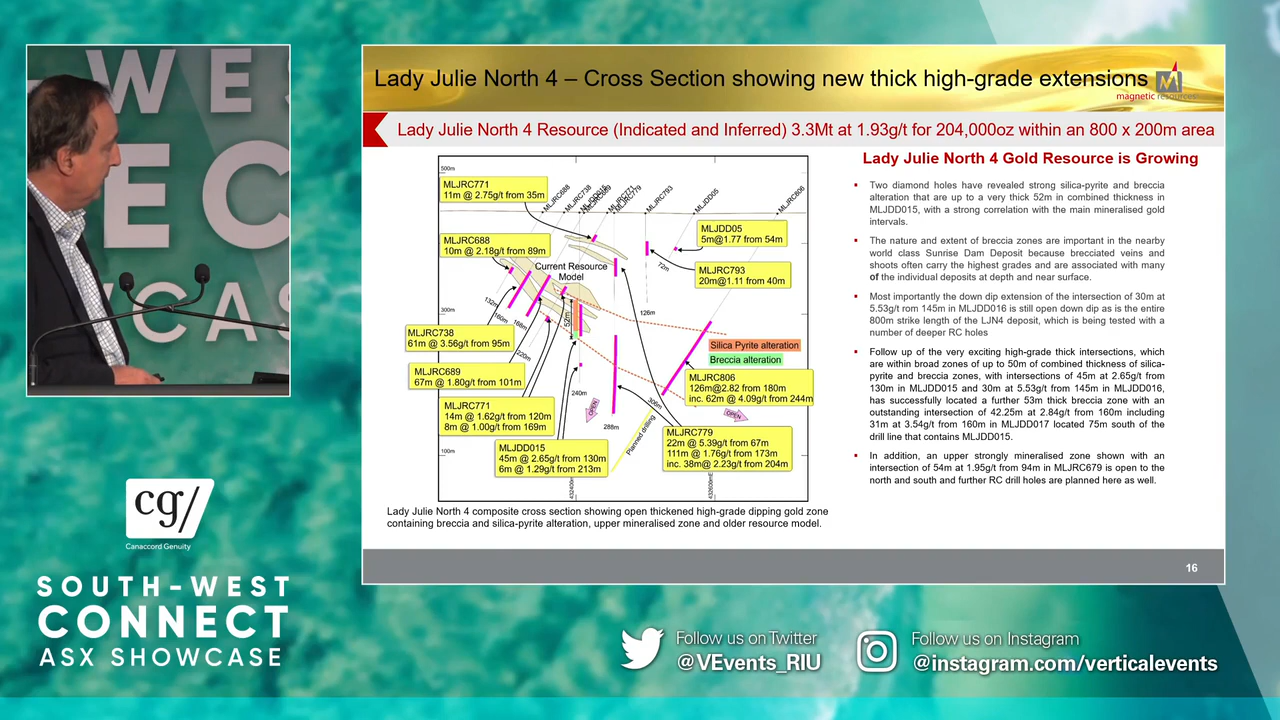 Lady Julie North 4 – Cross Section showing new thick high-grade extensions
magnetic resources
Lady Julie North 4 Resource (Indicated and Inferred) 3.3Mt at 1.93g/t for 204,000oz within an 800 x 200m area
Lady Julie North 4 Gold Resource is Growing
Two diamond holes have revealed strong silica-pyrite and breccia
alteration that are up to a very thick 52m in combined thickness in
MLJDD015, with a strong correlation with the main mineralised gold
intervals.
The nature and extent of breccia zones are important in the nearby
world class Sunrise Dam Deposit because brecciated veins and
shoots often carry the highest grades and are associated with many
of the individual deposits at depth and near surface.
Most importantly the down dip extension of the intersection of 30m at
5.53g/t rom 145m in MLJDD016 is still open down dip as is the entire
800m strike length of the LJN4 deposit, which is being tested with a
number of deeper RC holes
Follow up of the very exciting high-grade thick intersections, which
are within broad zones of up to 50m of combined thickness of silica-
pyrite and breccia zones, with intersections of 45m at 2.65g/t from
130m in MLJDD015 and 30m at 5.53g/t from 145m in MLJDD016,
has successfully located a further 53m thick breccia zone with an
outstanding intersection of 42.25m at 2.84g/t from 160m including
31m at 3.54g/t from 160m in MLJDD017 located 75m south of the
drill line that contains MLJDD015.
In addition, an upper strongly mineralised zone shown with an
intersection of 54m at 1.95g/t from 94m in MLJRC679 is open to the
north and south and further RC drill holes are planned here as well.
500m
300m
100m
MLJRC688
MLJRC738
MLJRC779
MLJRC793
MLJDD05
MLJRC806
MLJRC771
11m @ 2.75g/t from 35m
MLJRC688
10m @ 2.18g/t from 89m
MLJDD05
5m@1.77 from 54m
MLJRC793
20m@1.11 from 40m
Current Resource
Model
72m
126m
132m
160m
168m
220m
52m
240m
288m
306m
MLJRC738
61m @ 3.56g/t from 95m
MLJRC689
67m @ 1.80g/t from 101m
MLJRC771
14m @ 1.62g/t from 120m
8m @ 1.00g/t from 169m
MLJDD015
45m @ 2.65g/t from 130m
6m @ 1.29g/t from 213m
Silica Pyrite alteration
Breccia alteration
MLJRC806
126m@2.82 from 180m
inc. 62m @ 4.09g/t from 244m
MLJRC779
22m @ 5.39g/t from 67m
111m @ 1.76g/t from 173m
inc. 38m@ 2.23g/t from 204m
OPEN
OPEN
Planned drilling
Lady Julie North 4 composite cross section showing open thickened high-grade dipping gold zone
containing breccia and silica-pyrite alteration, upper mineralised zone and older resource model.
16
cg/
Canaccord Genuity
SOUTH-WEST
CONNECT
ASX SHOWCASE
Follow us on Twitter
@VEvents_RIU
Follow us on Instagram
@instagram.com/verticalevents